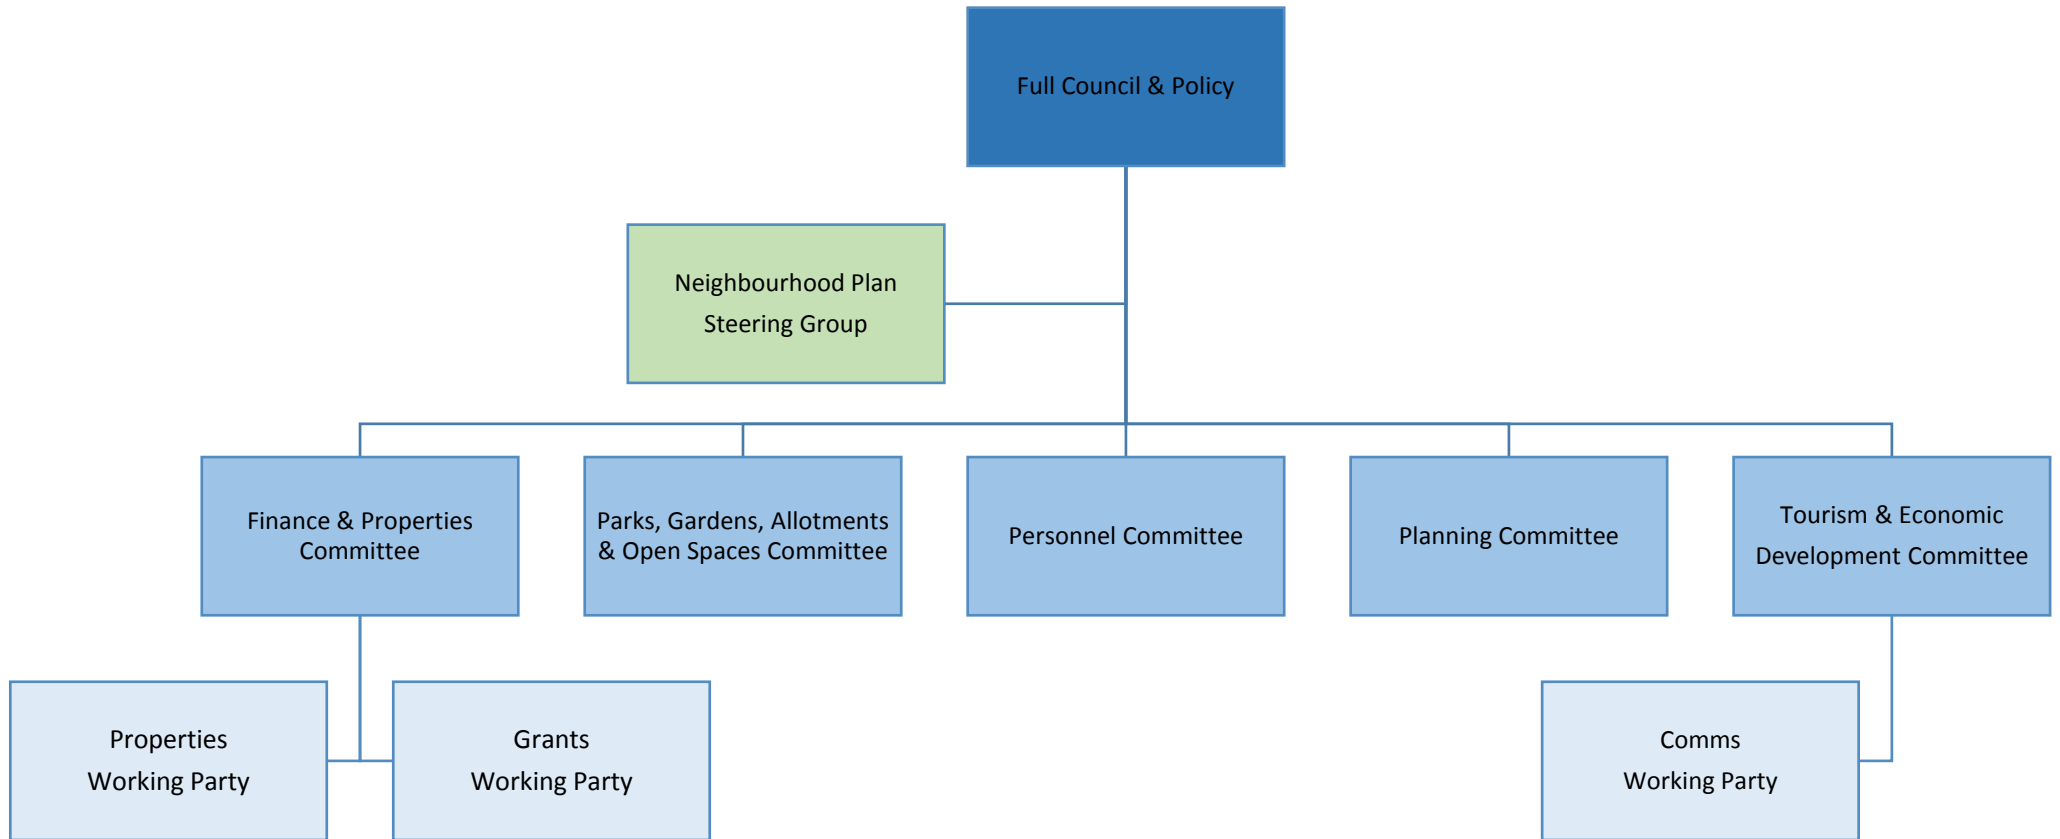 Full Council & Policy
Neighbourhood Plan
Steering Group
Finance & Properties
Committee
Parks, Gardens, Allotments
& Open Spaces Committee
Personnel Committee
Planning Committee
Tourism & Economic
Development Committee
Properties
Working Party
Grants
Working Party
Comms
Working Party